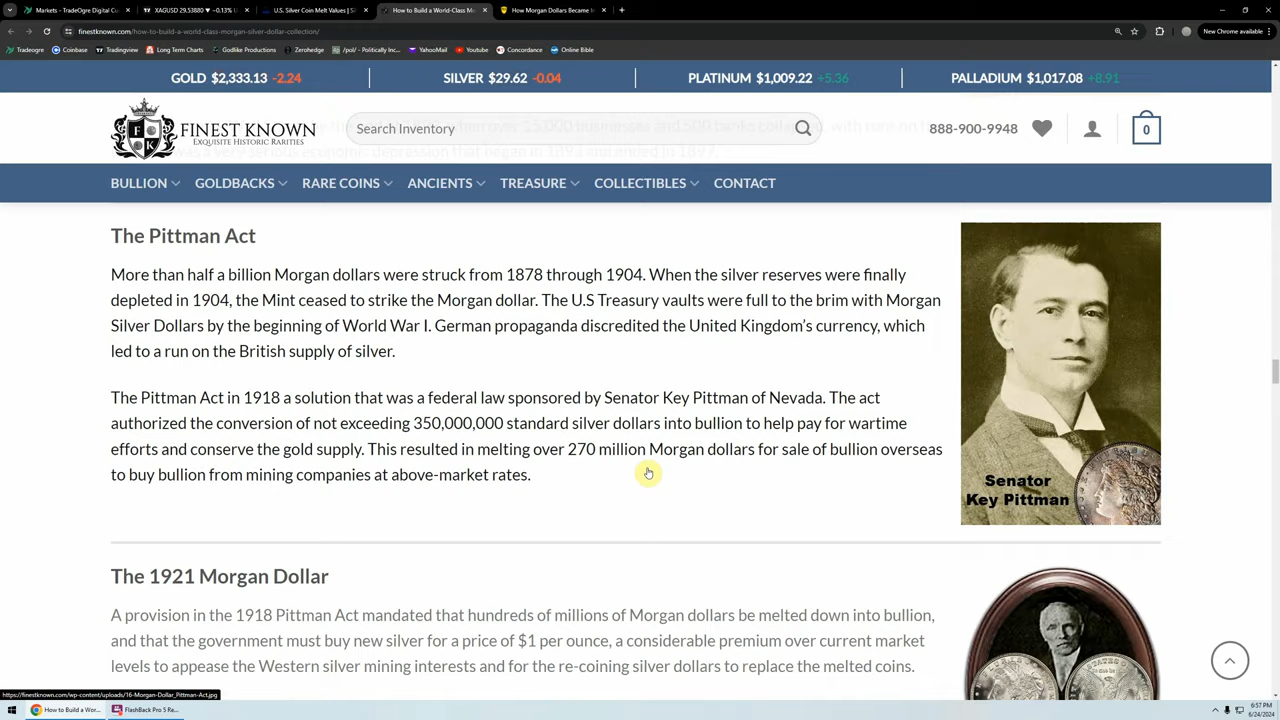 Markets - TradeOgre Digital Cu
XAGUSD 29.53880 ▼ −0.13% U
U.S. Silver Coin Melt Values | Si
How to Build a World-Class M
How Morgan Dollars Became
finestknown.com/how-to-build-a-world-class-morgan-silver-dollar-collection/
New Chrome available
Tradeogre
Coinbase
Tradingview
Long Term Charts
Godlike Productions
Zerohedge
/pol/ - Politically Inc...
YahooMail
Youtube
Concordance
Online Bible
GOLD $2,333.13 -2.24
SILVER $29.62 -0.04
PLATINUM $1,009.22 +5.36
PALLADIUM $1,017.08 +8.91
F K
FINEST KNOWN
EXQUISITE HISTORIC RARITIES
Search Inventory
888-900-9948
0
BULLION
GOLDBACKS
RARE COINS
ANCIENTS
TREASURE
COLLECTIBLES
CONTACT
The Pittman Act
More than half a billion Morgan dollars were struck from 1878 through 1904. When the silver reserves were finally
depleted in 1904, the Mint ceased to strike the Morgan dollar. The U.S Treasury vaults were full to the brim with Morgan
Silver Dollars by the beginning of World War I. German propaganda discredited the United Kingdom's currency, which
led to a run on the British supply of silver.
The Pittman Act in 1918 a solution that was a federal law sponsored by Senator Key Pittman of Nevada. The act
authorized the conversion of not exceeding 350,000,000 standard silver dollars into bullion to help pay for wartime
efforts and conserve the gold supply. This resulted in melting over 270 million Morgan dollars for sale of bullion overseas
to buy bullion from mining companies at above-market rates.
Senator
Key Pittman
The 1921 Morgan Dollar
A provision in the 1918 Pittman Act mandated that hundreds of millions of Morgan dollars be melted down into bullion,
and that the government must buy new silver for a price of $1 per ounce, a considerable premium over current market
levels to appease the Western silver mining interests and for the re-coining silver dollars to replace the melted coins.
https://finestknown.com/wp-content/uploads/16-Morgan-Dollar_Pittman-Act.jpg
How to Build a Wor...
FlashBack Pro 5 Re...
6:57 PM
6/24/2024